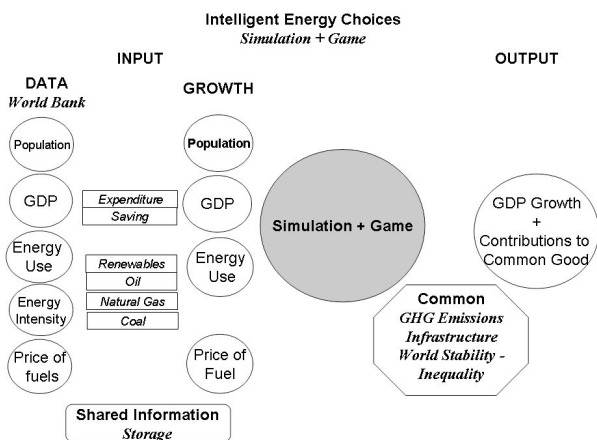 Intelligent Energy Choices
Simulation + Game
INPUT
OUTPUT
DATA
World Bank
GROWTH
Population
Population
GDP
Expenditure
Saving
GDP
Energy
Use
Renewables
Oil
Natural Gas
Coal
Energy
Use
Energy
Intensity
Price of
fuels
Price of
Fuel
Simulation + Game
GDP Growth
+
Contributions to
Common Good
Common
GHG Emissions
Infrastructure
World Stability -
Inequality
Shared Information
Storage